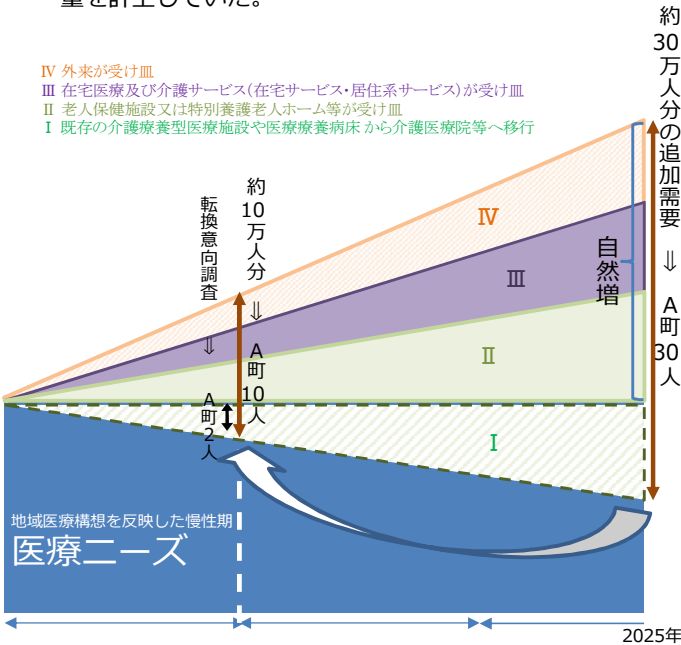 量を計上していた。
Ⅳ 外来が受け皿
Ⅲ 在宅医療及び介護サービス(在宅サービス・居住系サービス)が受け皿
Ⅱ 老人保健施設又は特別養護老人ホーム等が受け皿
Ⅰ 既存の介護療養型医療施設や医療療養病床 から介護医療院等へ移行
約30万人分の追加需要 ⇒ A町30人
約10万人分 ⇒ A町10人
転換意向調査 ⇒ A町2人
自然増
Ⅳ
Ⅲ
Ⅱ
Ⅰ
地域医療構想を反映した慢性期
医療ニーズ
2025年